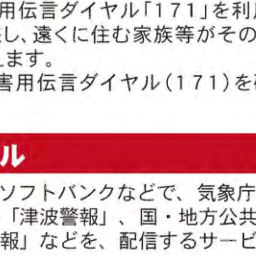 用伝言ダイヤル「171」を利
し、遠くに住む家族等がその
えます。
害用伝言ダイヤル(171)を
ル
ソフトバンクなどで、気象庁
「津波警報」、国・地方公共
報」などを、配信するサービ